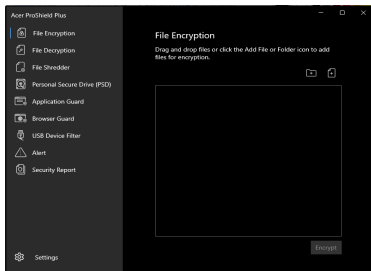 Acer ProShield Plus
File Encryption
File Decryption
File Shredder
Personal Secure Drive (PSD)
Application Guard
Browser Guard
USB Device Filter
Alert
Security Report
Settings
File Encryption
Drag and drop files or click the Add File or Folder icon to add
files for encryption.
Encrypt